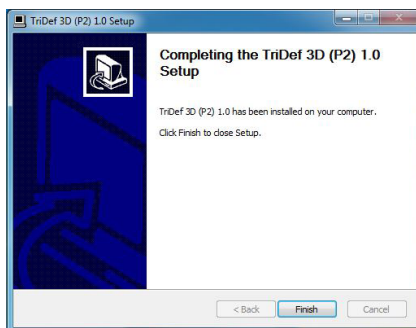 TriDef 3D (P2) 1.0 Setup
Completing the TriDef 3D (P2) 1.0
Setup
TriDef 3D (P2) 1.0 has been installed on your computer.
Click Finish to close Setup.
< Back Finish Cancel